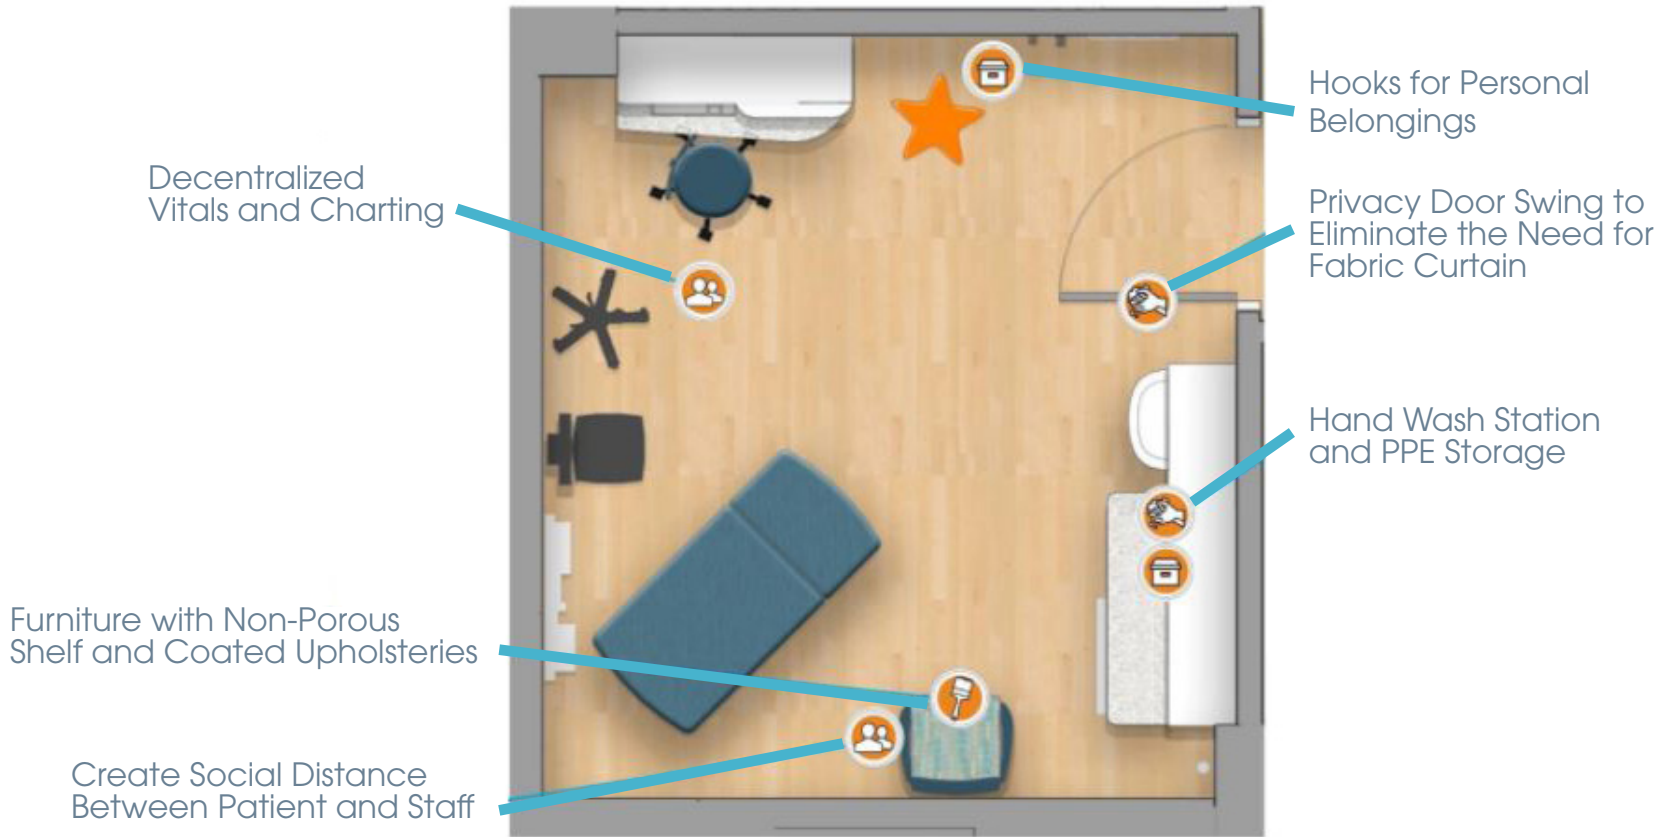 Hooks for Personal
Belongings
Decentralized
Vitals and Charting
Privacy Door Swing to
Eliminate the Need for
Fabric Curtain
Hand Wash Station
and PPE Storage
Furniture with Non-Porous
Shelf and Coated Upholsteries
Create Social Distance
Between Patient and Staff